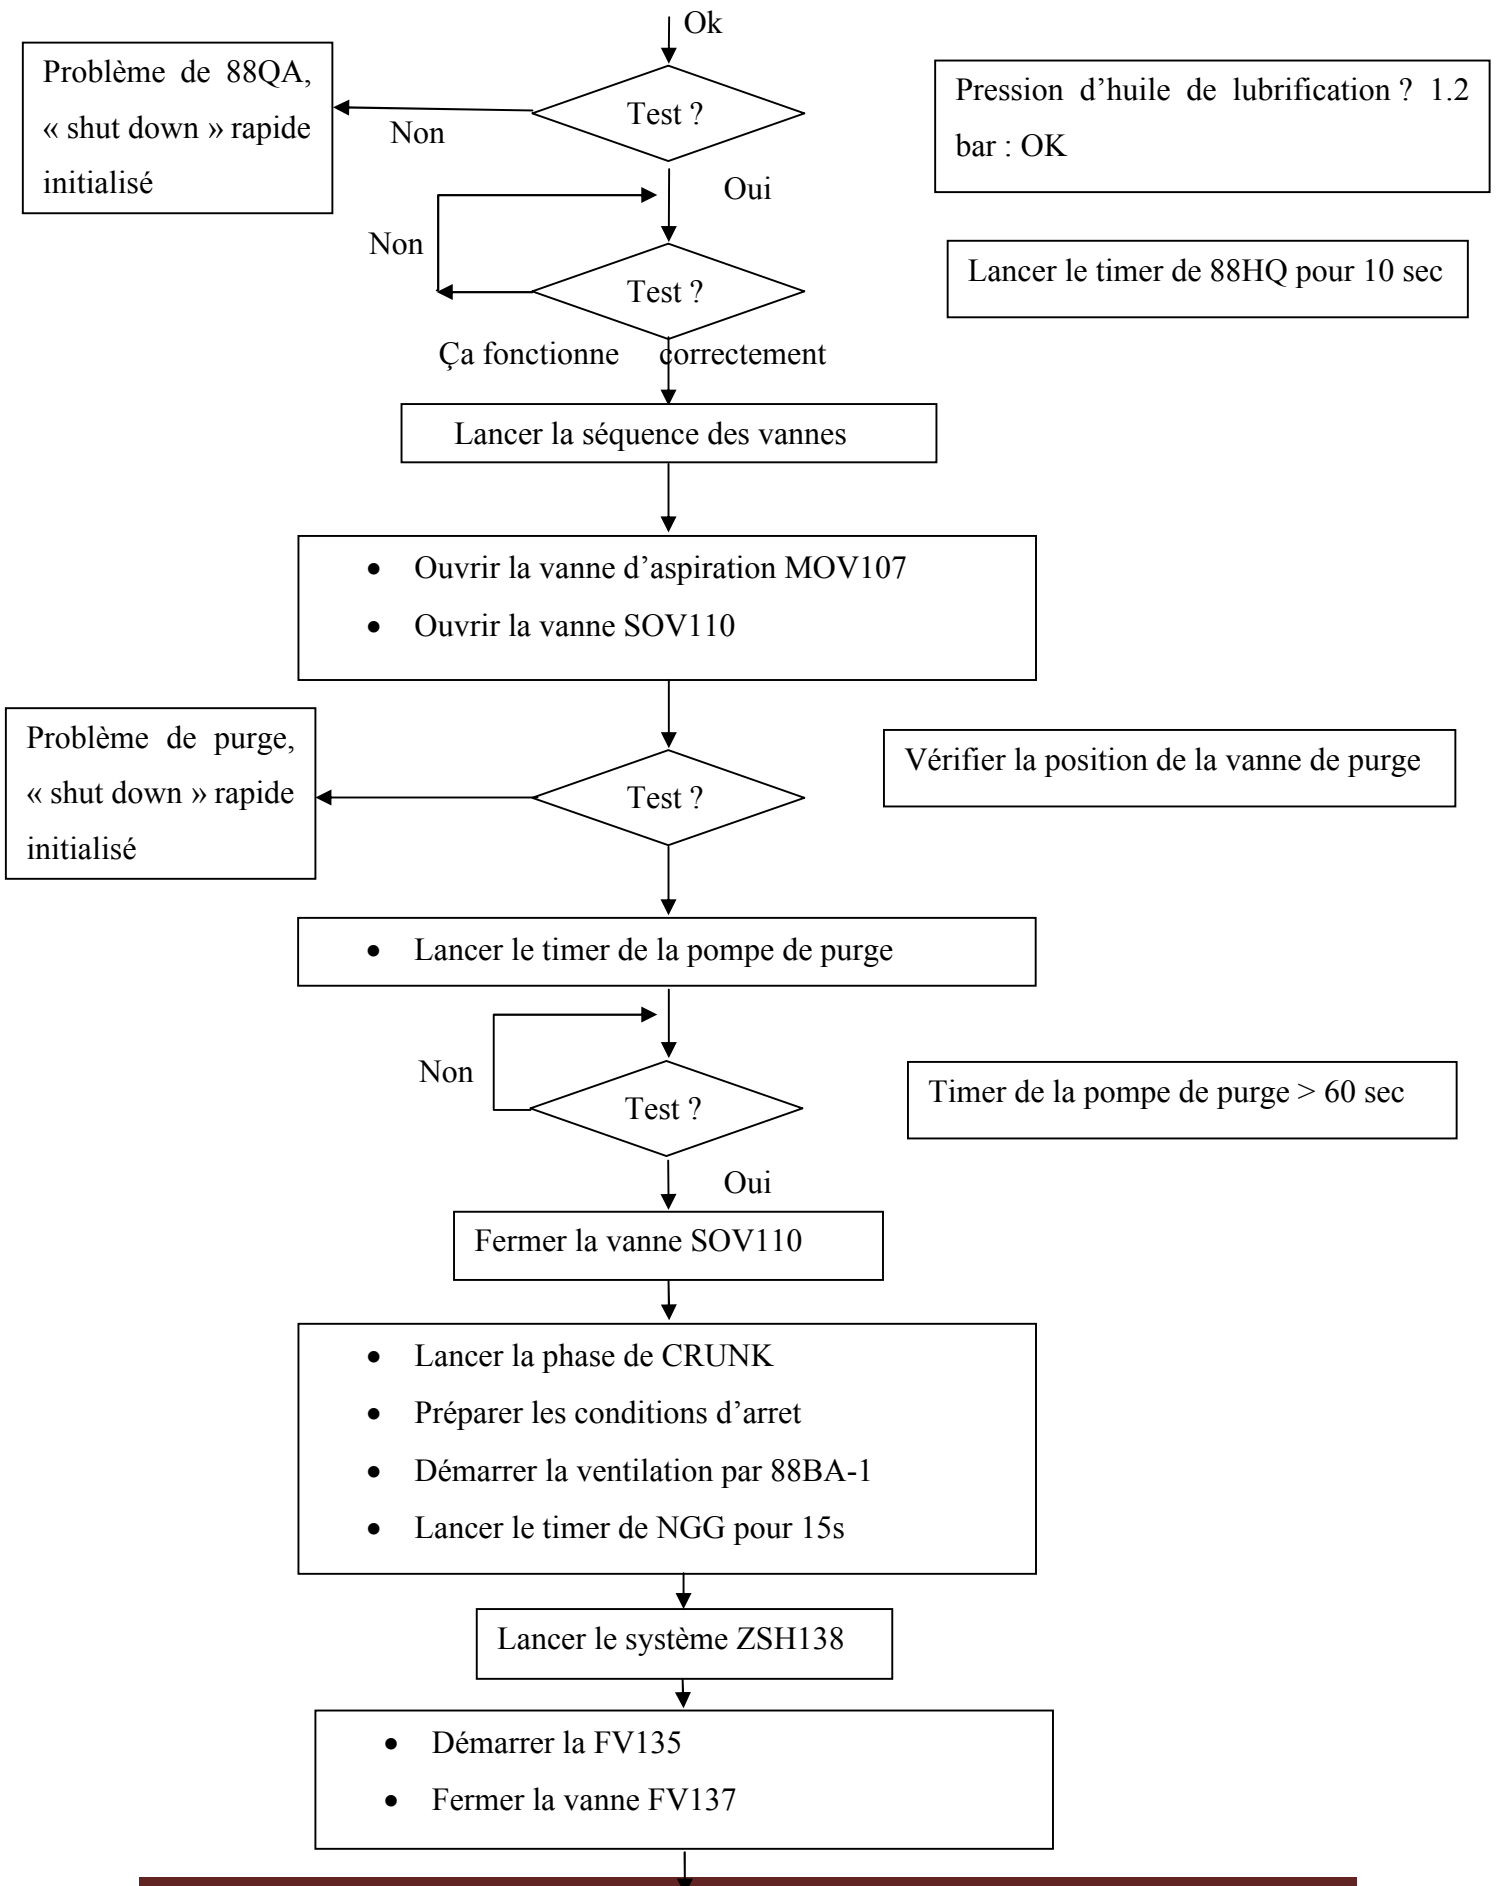 Ok
Problème de 88QA,
« shut down » rapide
initialisé
Non
Test ?
Pression d’huile de lubrification ? 1.2
bar : OK
Oui
Non
Test ?
Lancer le timer de 88HQ pour 10 sec
Ça fonctionne correctement
Lancer la séquence des vannes
• Ouvrir la vanne d’aspiration MOV107
• Ouvrir la vanne SOV110
Problème de purge,
« shut down » rapide
initialisé
Test ?
Vérifier la position de la vanne de purge
• Lancer le timer de la pompe de purge
Non
Test ?
Timer de la pompe de purge > 60 sec
Oui
Fermer la vanne SOV110
• Lancer la phase de CRUNK
• Préparer les conditions d’arret
• Démarrer la ventilation par 88BA-1
• Lancer le timer de NGG pour 15s
Lancer le système ZSH138
• Démarrer la FV135
• Fermer la vanne FV137